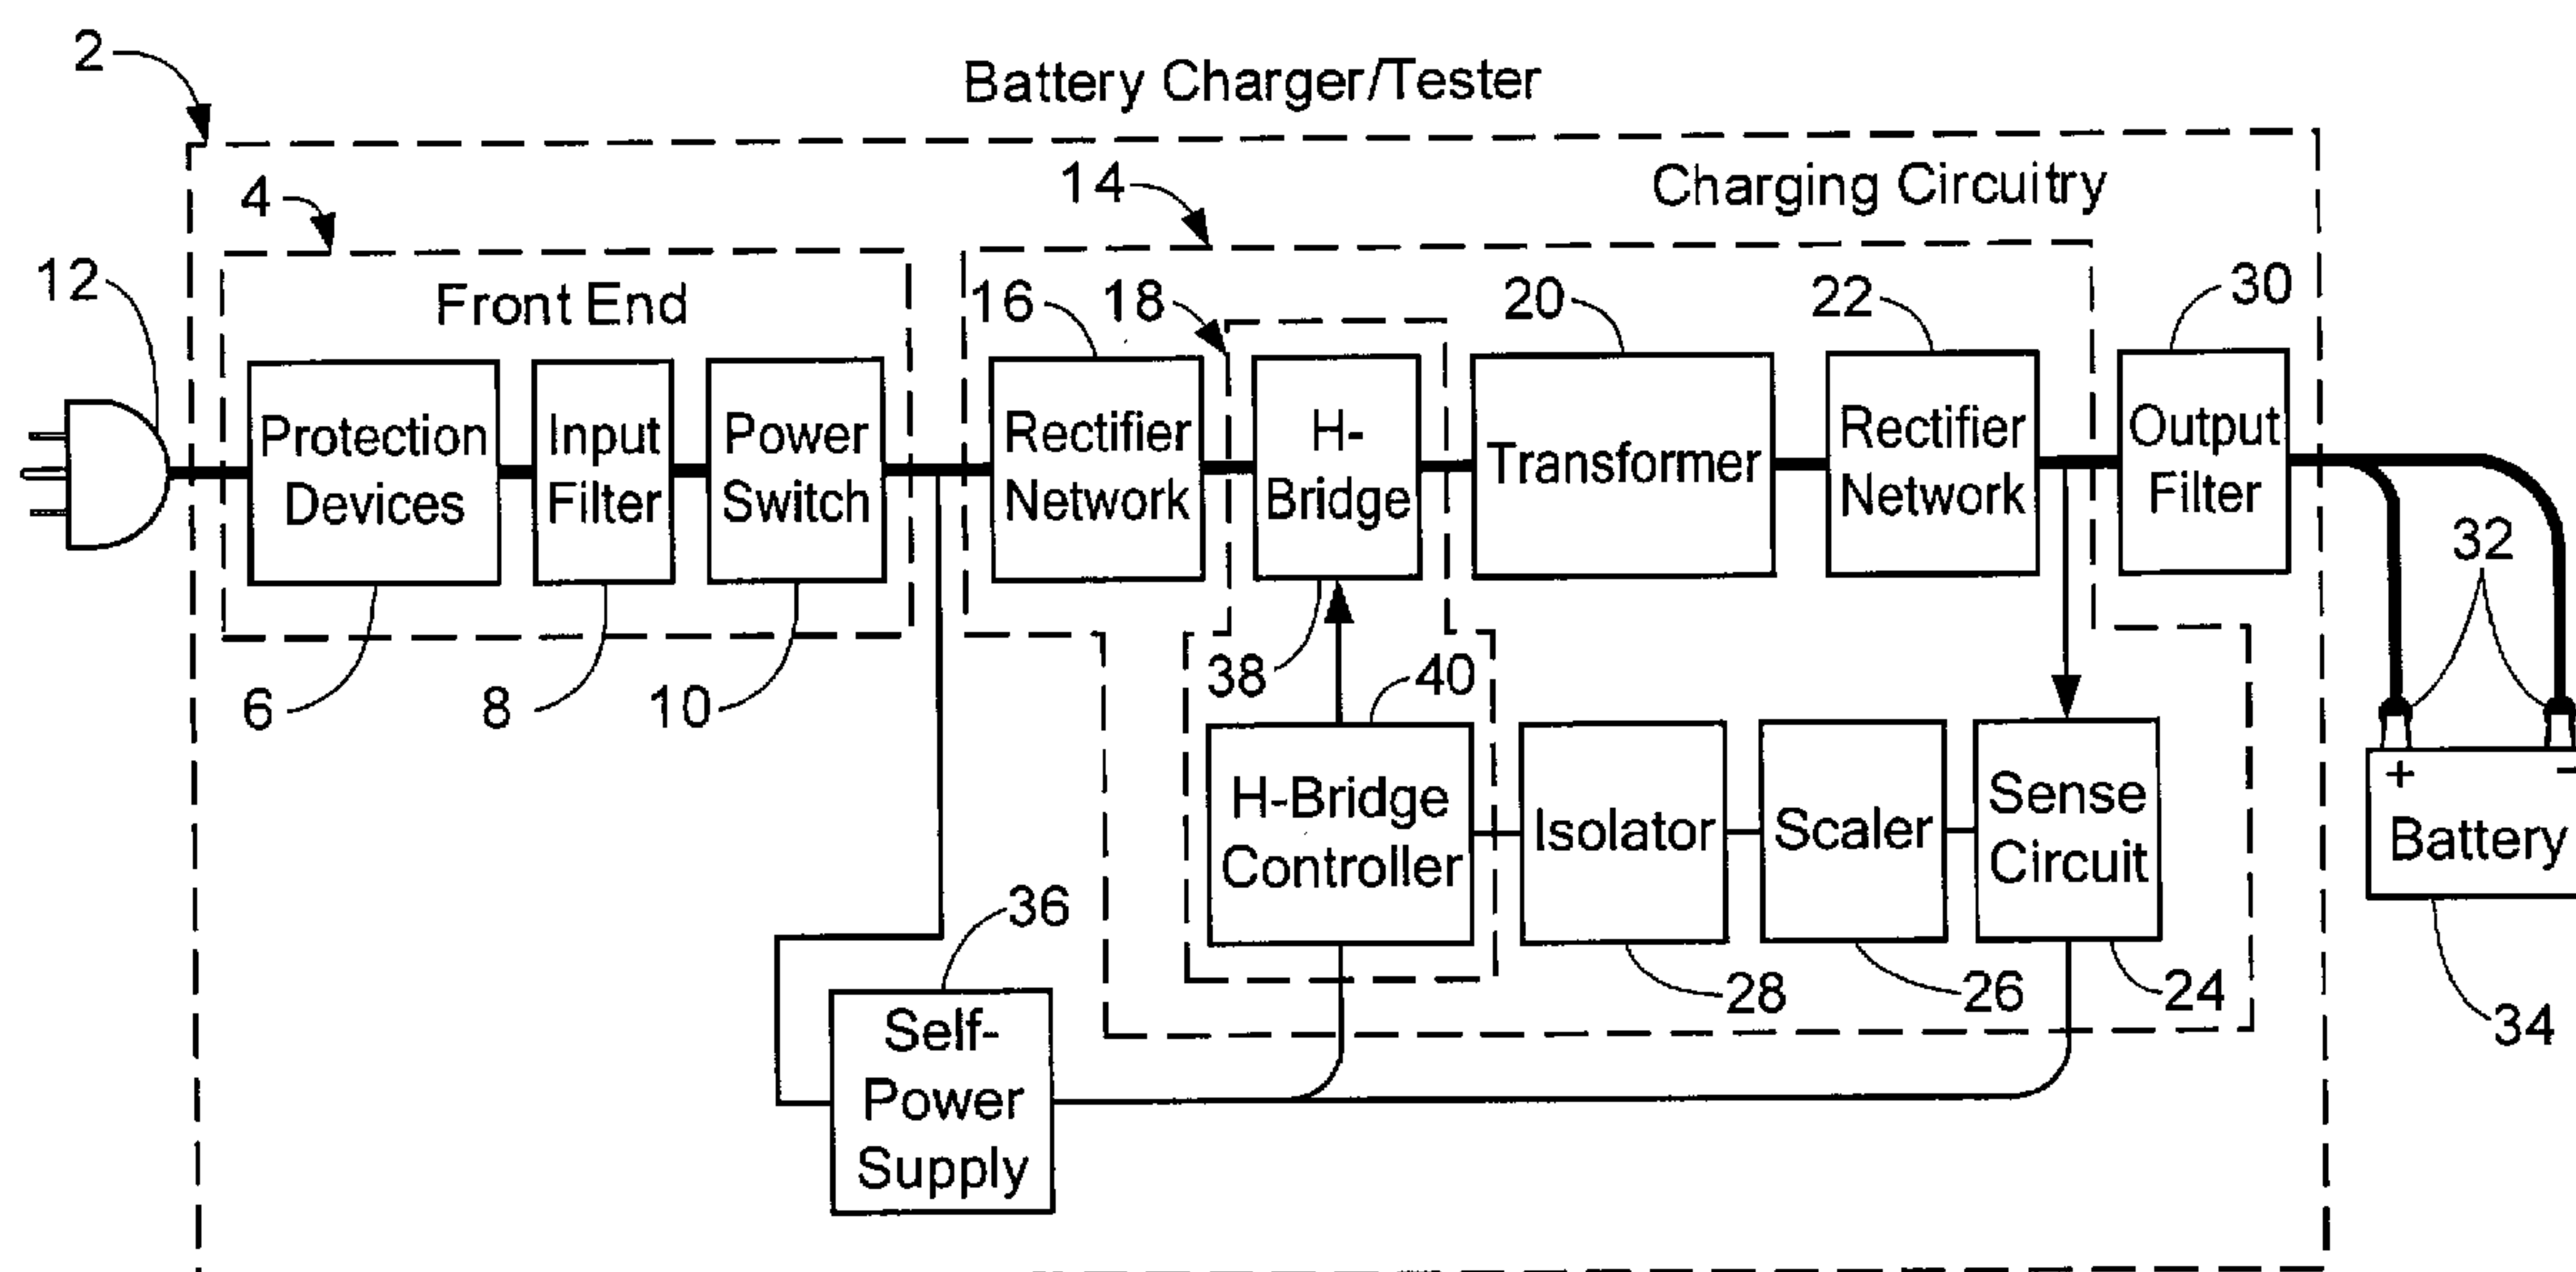 2
Battery Charger/Tester
4
14
Charging Circuitry
12
Front End
16
18
20
22
30
Protection
Devices
Input
Filter
Power
Switch
Rectifier
Network
H-
Bridge
Transformer
Rectifier
Network
Output
Filter
32
6
8
10
38
40
H-Bridge
Controller
Isolator
Scaler
Sense
Circuit
+
−
Battery
36
28
26
24
34
Self-
Power
Supply